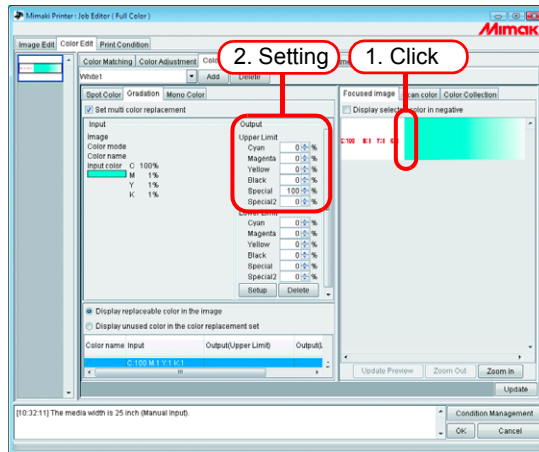 Mimaki Printer : Job Editor ( Full Color )
Mimaki
Image Edit Color Edit Print Condition
Color Matching Color Adjustment
2. Setting
1. Click
White1 Add Delete
Spot Color Gradation Mono Color
Focused image Color Collection
Set multi color replacement
Display selected color in negative
Input Output
Image Upper Limit
Color mode Cyan 0 %
Color name Magenta 0 %
Input color C 100% Yellow 0 %
M 1% Black 0 %
Y 1% Special 100 %
K 1% Special2 0 %
C:100 M:1 Y:1
Lower Limit
Cyan 0 %
Magenta 0 %
Yellow 0 %
Black 0 %
Special 0 %
Special2 0 %
Setup Delete
Display replaceable color in the image
Display unused color in the color replacement set
Color name Input Output(Upper Limit) Output(L
C:100 M:1 Y:1 K:1
Update Preview Zoom Out Zoom In
Update
[10:32:11] The media width is 25 inch (Manual Input).
Condition Management
OK Cancel